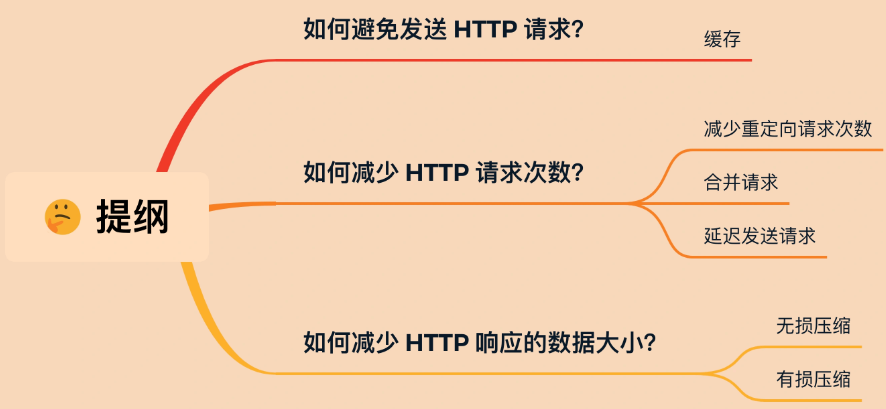 如何避免发送 HTTP 请求?
缓存
减少重定向请求次数
如何减少 HTTP 请求次数?
合并请求
提纲
延迟发送请求
无损压缩
如何减少 HTTP 响应的数据大小?
有损压缩